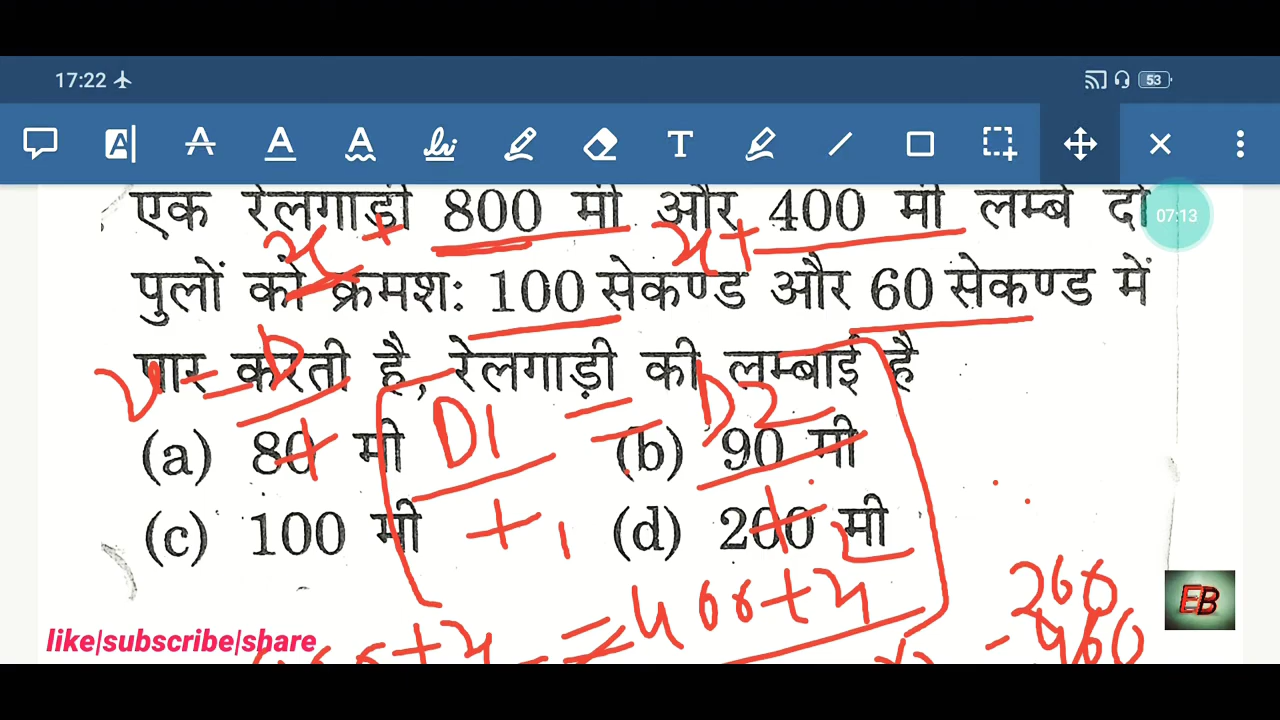 17:22
53
एक रेलगाड़ी 800 मी और 400 मी लम्बे दो
07:13
x + x +
पुलों को क्रमशः 100 सेकण्ड और 60 सेकण्ड में
पार करती है, रेलगाड़ी की लम्बाई है
V = D
D1 D2
(a) 80 मी (b) 90 मी
(c) 100 मी (d) 200 मी
EB
like|subscribe|share